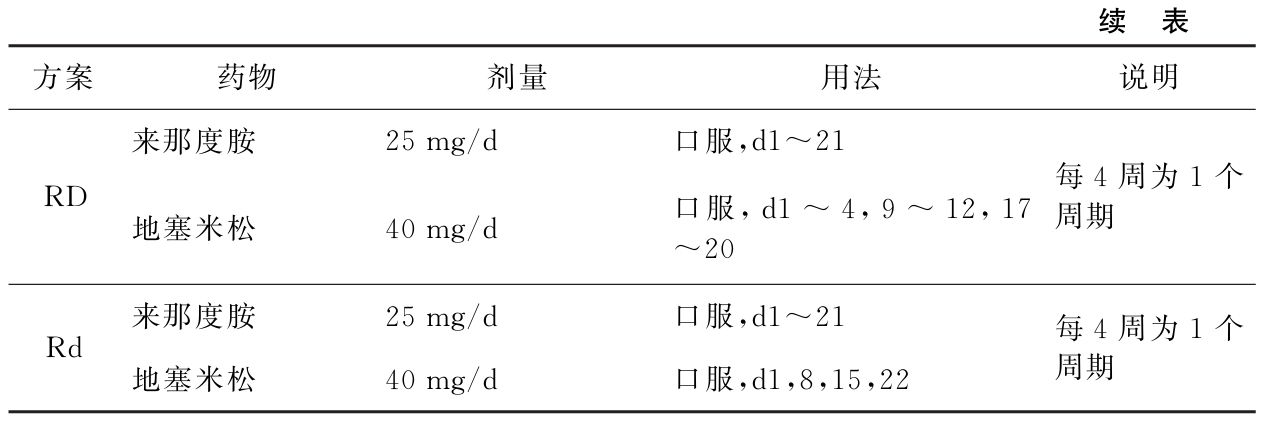 续 表
方案 药物 剂量 用法 说明
RD 来那度胺 25 mg/d 口服,d1～21 每 4 周为 1 个
周期
地塞米松 40 mg/d 口服, d1 ～ 4, 9 ～ 12, 17
～20
Rd 来那度胺 25 mg/d 口服,d1～21 每 4 周为 1 个
周期
地塞米松 40 mg/d 口服,d1,8,15,22